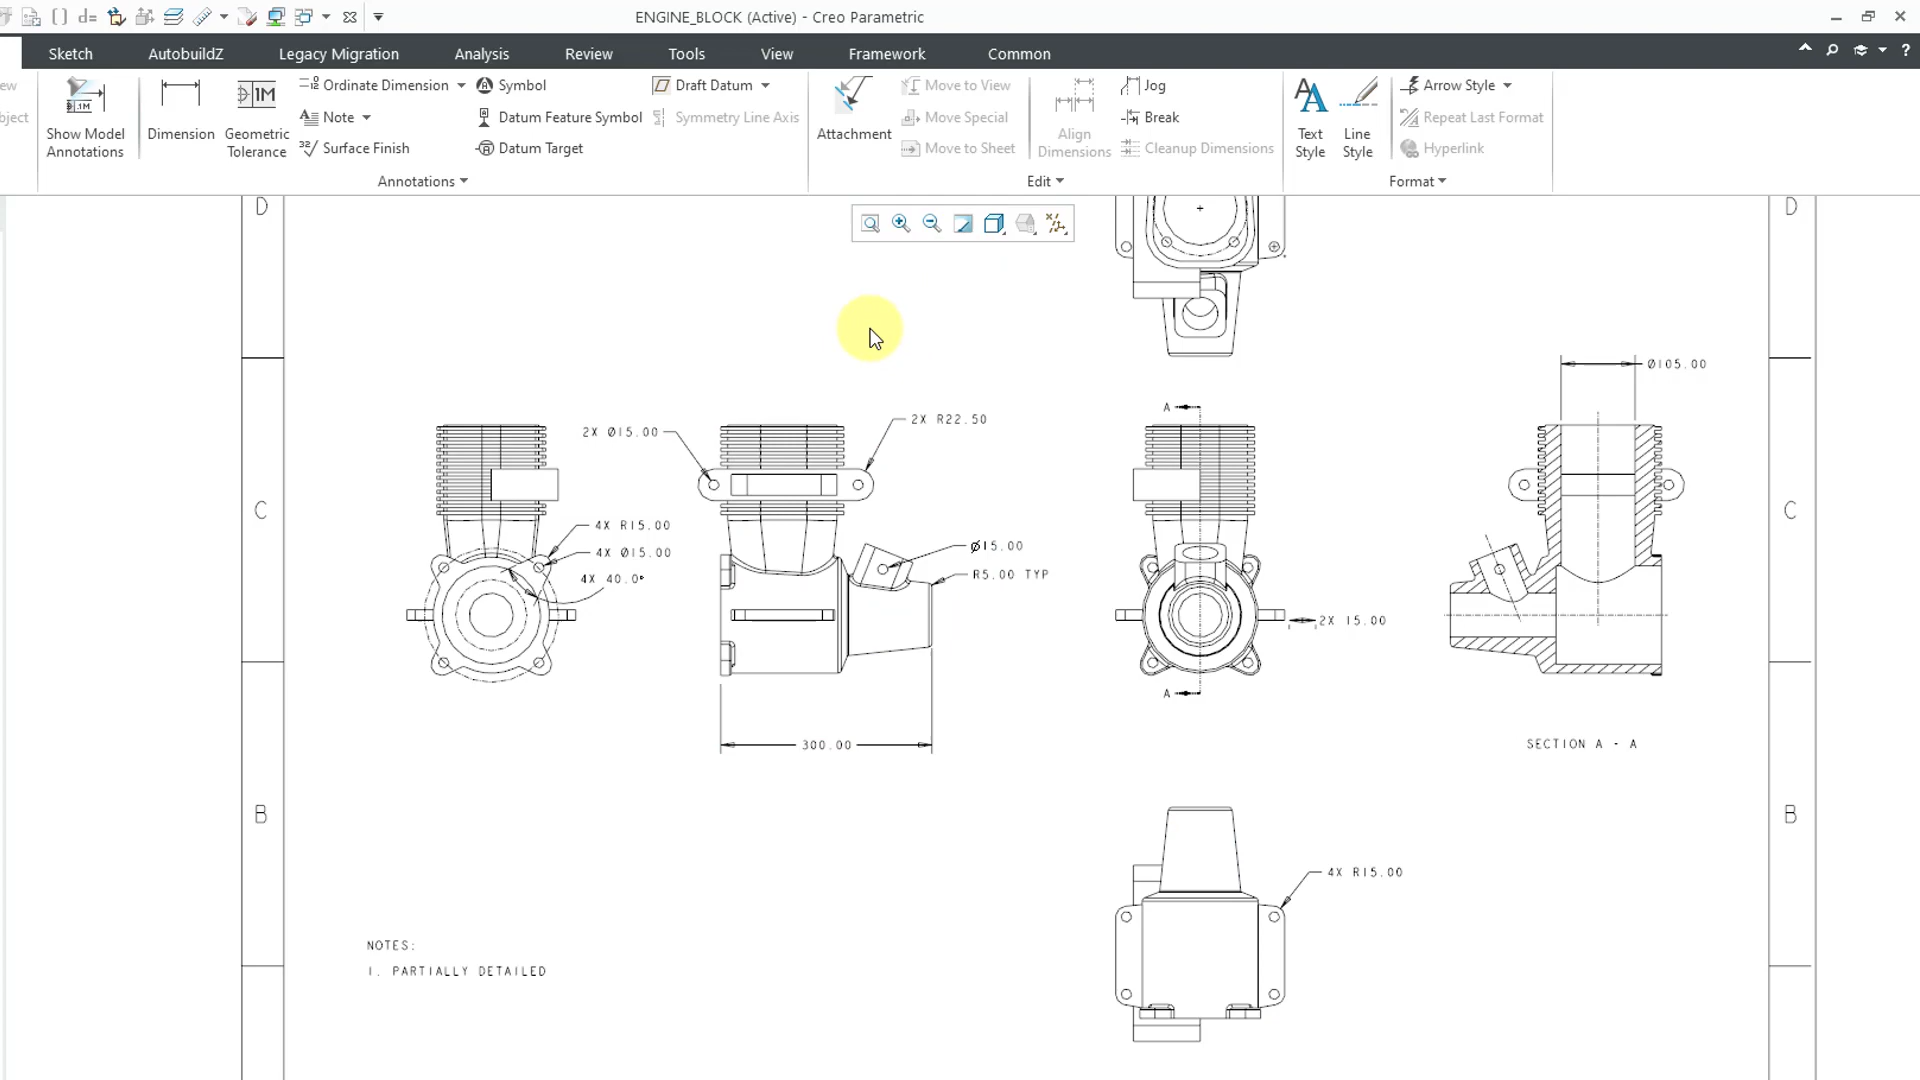 ENGINE_BLOCK (Active) - Creo Parametric
Sketch AutobuildZ Legacy Migration Analysis Review Tools View Framework Common
Show Model Annotations
Dimension
Geometric Tolerance
Ordinate Dimension
Note
Surface Finish
Symbol
Datum Feature Symbol
Datum Target
Draft Datum
Symmetry Line Axis
Annotations
Attachment
Move to View
Move Special
Move to Sheet
Align Dimensions
Jog
Break
Cleanup Dimensions
Edit
Text Style
Line Style
Arrow Style
Repeat Last Format
Hyperlink
Format
D
D
Ø105.00
A
2X Ø15.00
2X R22.50
C
C
4X R15.00
4X Ø15.00
4X 40.0°
Ø15.00
R5.00 TYP
2X 15.00
A
300.00
SECTION A - A
B
B
4X R15.00
NOTES:
1. PARTIALLY DETAILED